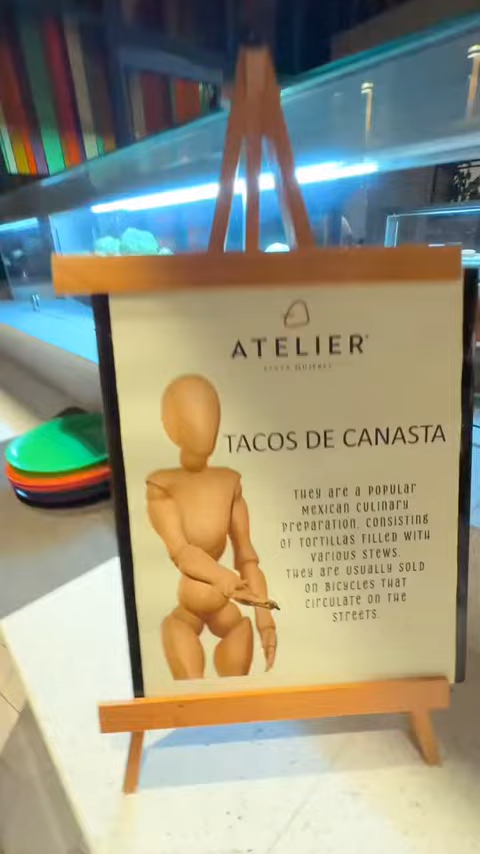 ATELIER
TACOS DE CANASTA
THEY ARE A POPULAR
MEXICAN CULINARY
PREPARATION, CONSISTING
OF TORTILLAS FILLED WITH
VARIOUS STEWS.
THEY ARE USUALLY SOLD
ON BICYCLES THAT
CIRCULATE ON THE
STREETS.